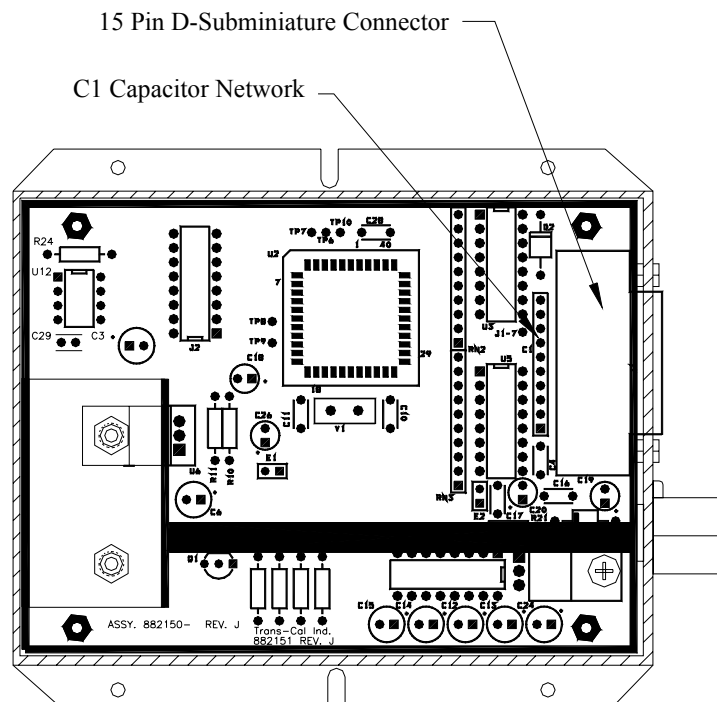 15 Pin D-Subminiature Connector
C1 Capacitor Network
TP7
TP6
TP10
C28
1
40
R24
U2
7
U12
C29
C3
J2
TP8
TP9
29
18
U3
J1-7
C1
RN2
U5
C18
C11
Y1
C10
C26
E1
R11
R10
U6
C6
RN3
E2
C17
C20
R21
C16
C19
Q1
C15
C14
C12
C13
C24
ASSY. 882150- REV. J
Trans-Cal Ind.
882151 REV. J